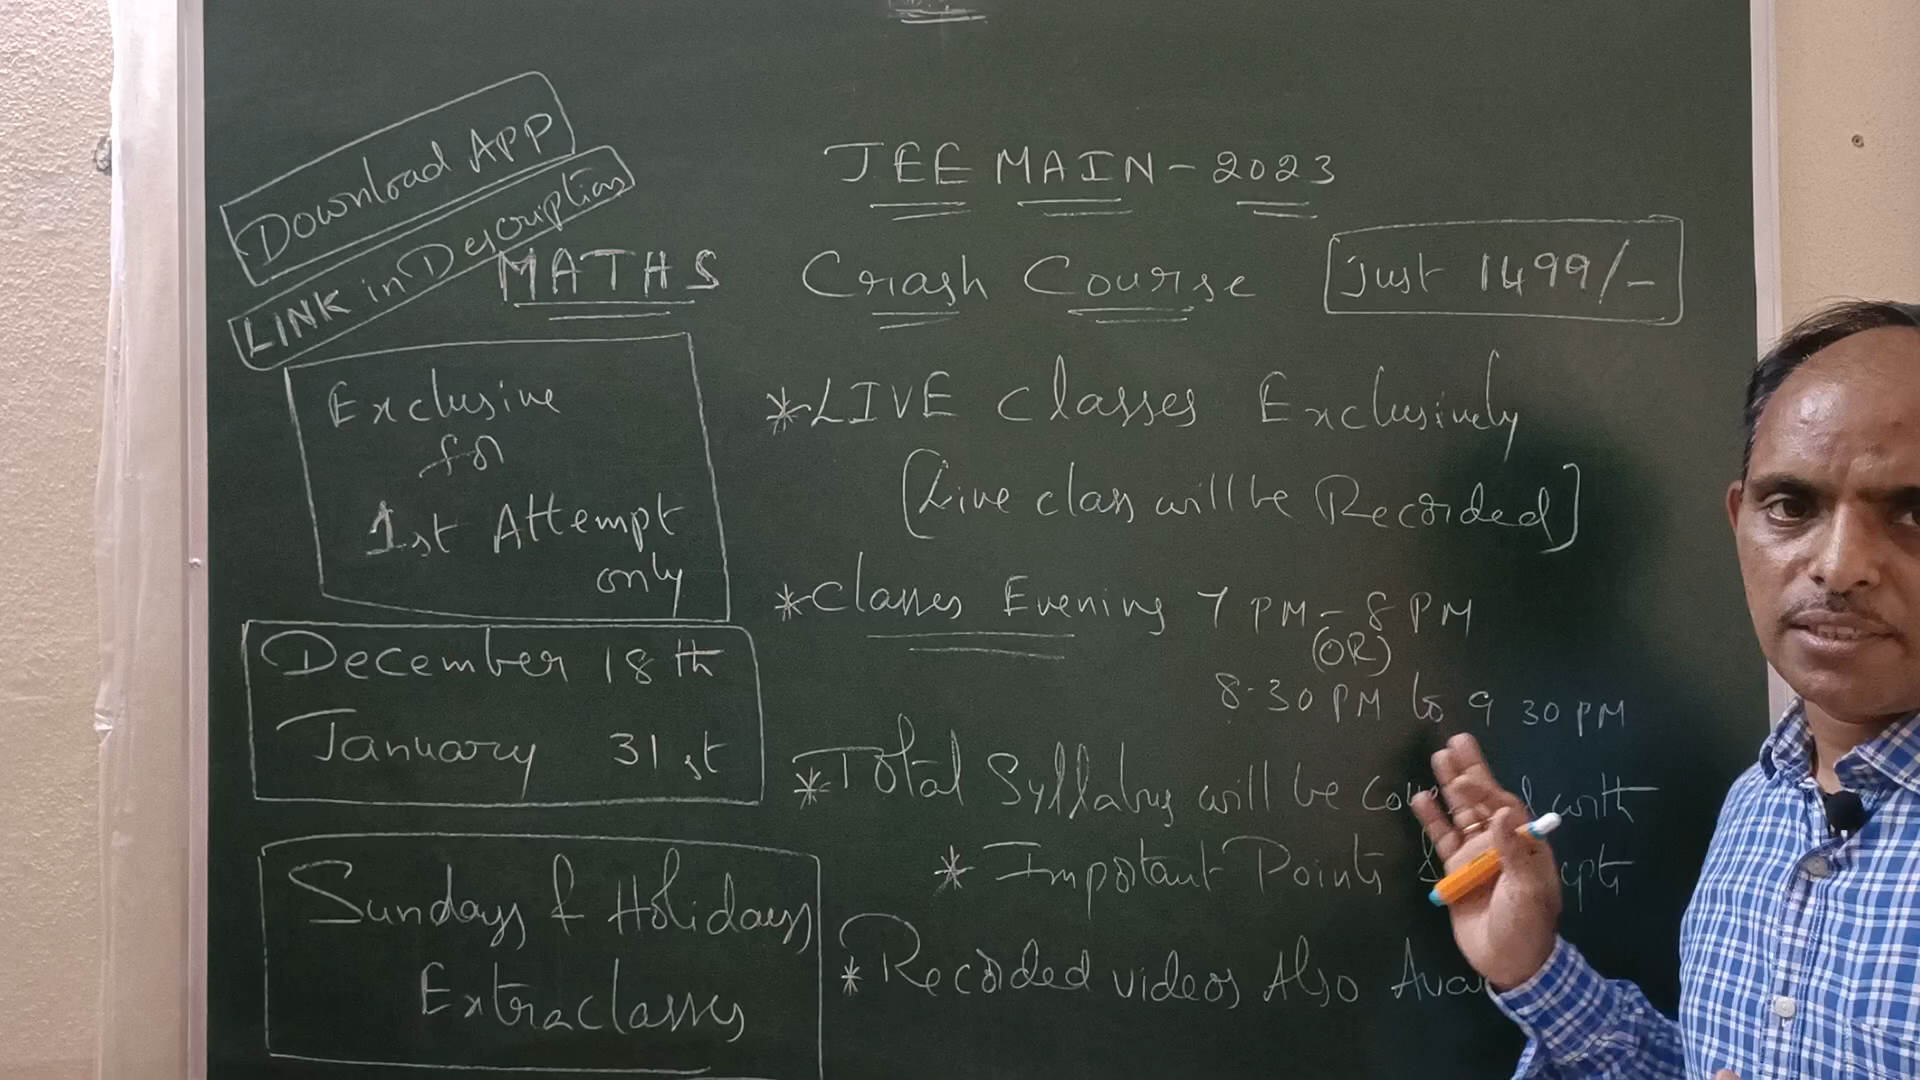 Download APP
LINK in Description
JEE MAIN - 2023
MATHS Crash Course
Just 1499/-
Exclusive
for
1st Attempt
only
December 18th
January 31st
Sundays & Holidays
Extraclasses
* LIVE Classes Exclusively
[Live class will be Recorded]
* Classes Evening 7 PM - 8 PM
(OR)
8-30 PM to 9 30 PM
* Total Syllabus will be with
* Important Points
* Recorded videos Also